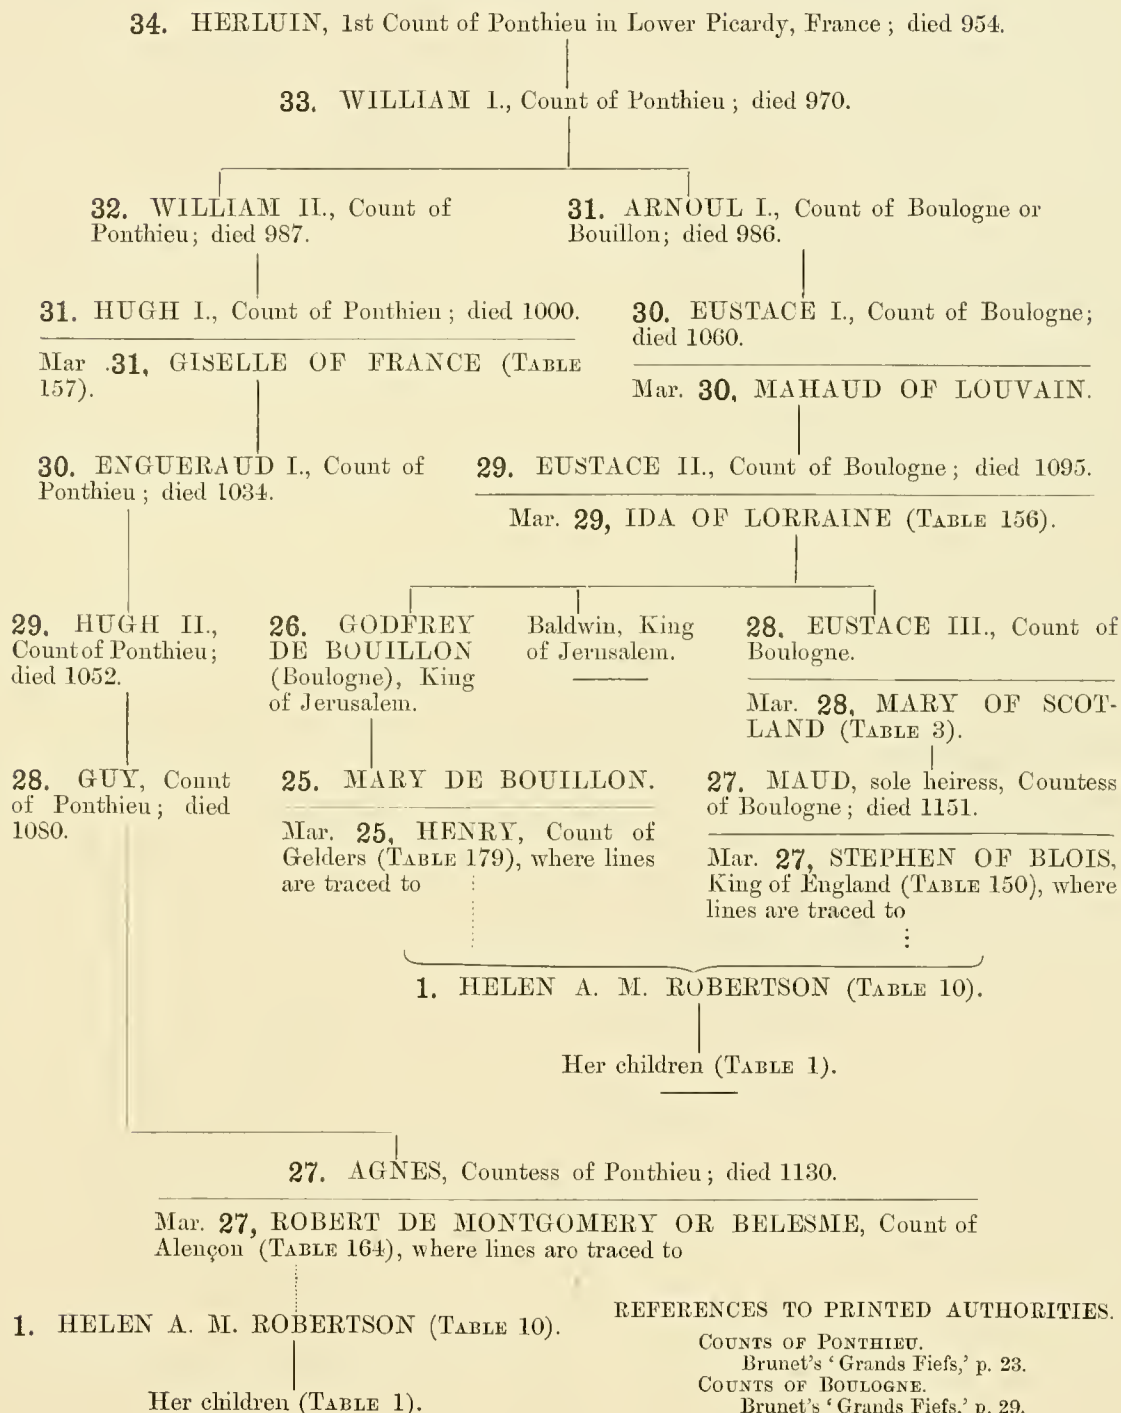 34. HERLUIN, 1st Count of Ponthieu in Lower Picardy, France ; died 954.
33. WILLIAM I., Count of Ponthieu ; died 970.
32. WILLIAM II., Count of
Ponthieu; died 987.
31. ARNOUL I., Count of Boulogne or
Bouillon; died 986.
31. HUGH I., Count of Ponthieu ; died 1000.
Mar .31, GISELLE OF FRANCE (TABLE
157).
30. EUSTACE I., Count of Boulogne;
died 1060.
Mar. 30, MAHAUD OF LOUVAIN.
30. ENGUERAUD I., Count of
Ponthieu ; died 1034.
29. EUSTACE II., Count of Boulogne ; died 1095.
Mar. 29, IDA OF LORRAINE (TABLE 156).
29. HUGH II.,
Count of Ponthieu;
died 1052.
26. GODFREY
DE BOUILLON
(Boulogne), King
of Jerusalem.
Baldwin, King
of Jerusalem.
28. EUSTACE III., Count of
Boulogne.
Mar. 28, MARY OF SCOT-
LAND (TABLE 3).
28. GUY, Count
of Ponthieu ; died
1080.
25. MARY DE BOUILLON.
Mar. 25, HENRY, Count of
Gelders (TABLE 179), where lines
are traced to
27. MAUD, sole heiress, Countess
of Boulogne ; died 1151.
Mar. 27, STEPHEN OF BLOIS,
King of England (TABLE 150), where
lines are traced to
1. HELEN A. M. ROBERTSON (TABLE 10).
Her children (TABLE 1).
27. AGNES, Countess of Ponthieu ; died 1130.
Mar. 27, ROBERT DE MONTGOMERY OR BELESME, Count of
Alençon (TABLE 164), where lines are traced to
1. HELEN A. M. ROBERTSON (TABLE 10).
Her children (TABLE 1).
REFERENCES TO PRINTED AUTHORITIES.
COUNTS OF PONTHIEU.
Brunet's ‘ Grands Fiefs,’ p. 23.
COUNTS OF BOULOGNE.
Brunet's ‘ Grands Fiefs,’ p. 29.